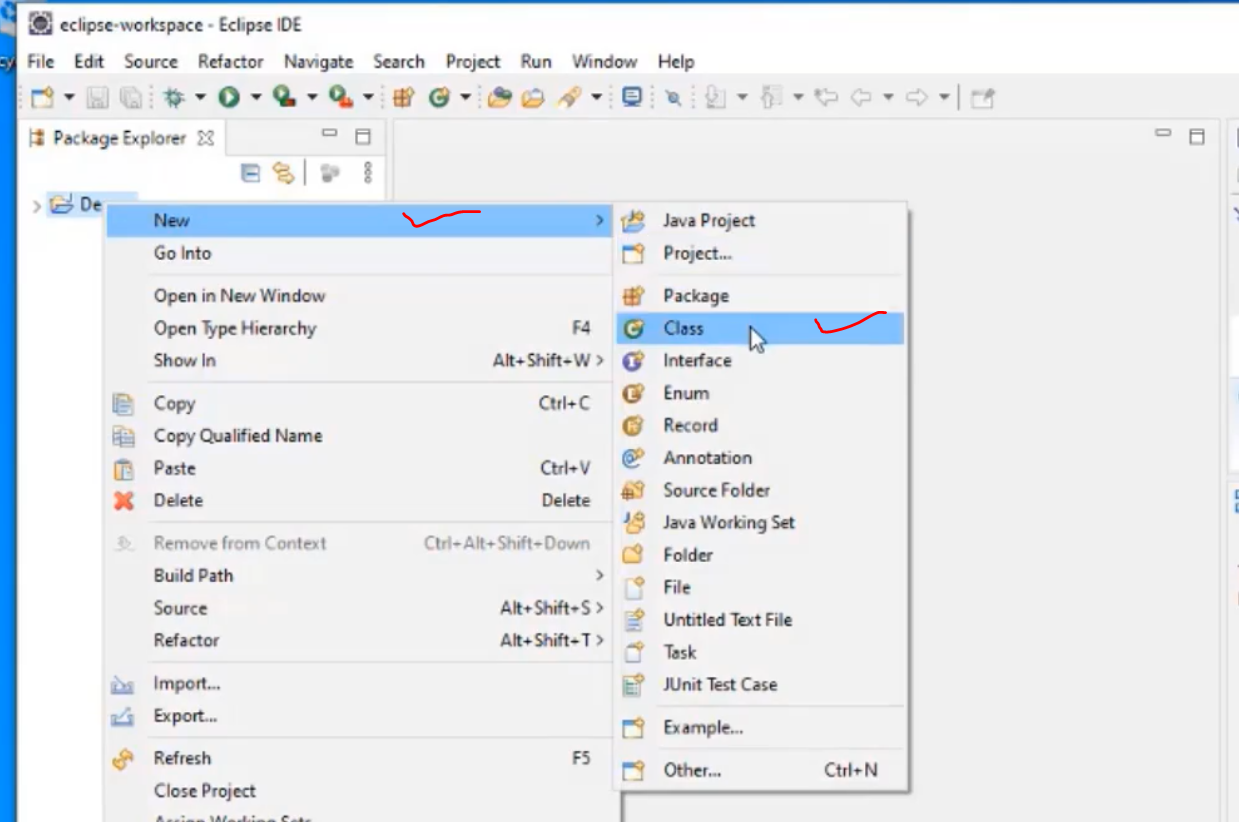 eclipse-workspace - Eclipse IDE
File Edit Source Refactor Navigate Search Project Run Window Help
Package Explorer
De
New
Go Into
Open in New Window
Open Type Hierarchy F4
Show In Alt+Shift+W >
Copy Ctrl+C
Copy Qualified Name
Paste Ctrl+V
Delete Delete
Remove from Context Ctrl+Alt+Shift+Down
Build Path >
Source Alt+Shift+S >
Refactor Alt+Shift+T >
Import...
Export...
Refresh F5
Close Project
Assign Working Sets
Java Project
Project...
Package
Class
Interface
Enum
Record
Annotation
Source Folder
Java Working Set
Folder
File
Untitled Text File
Task
JUnit Test Case
Example...
Other... Ctrl+N